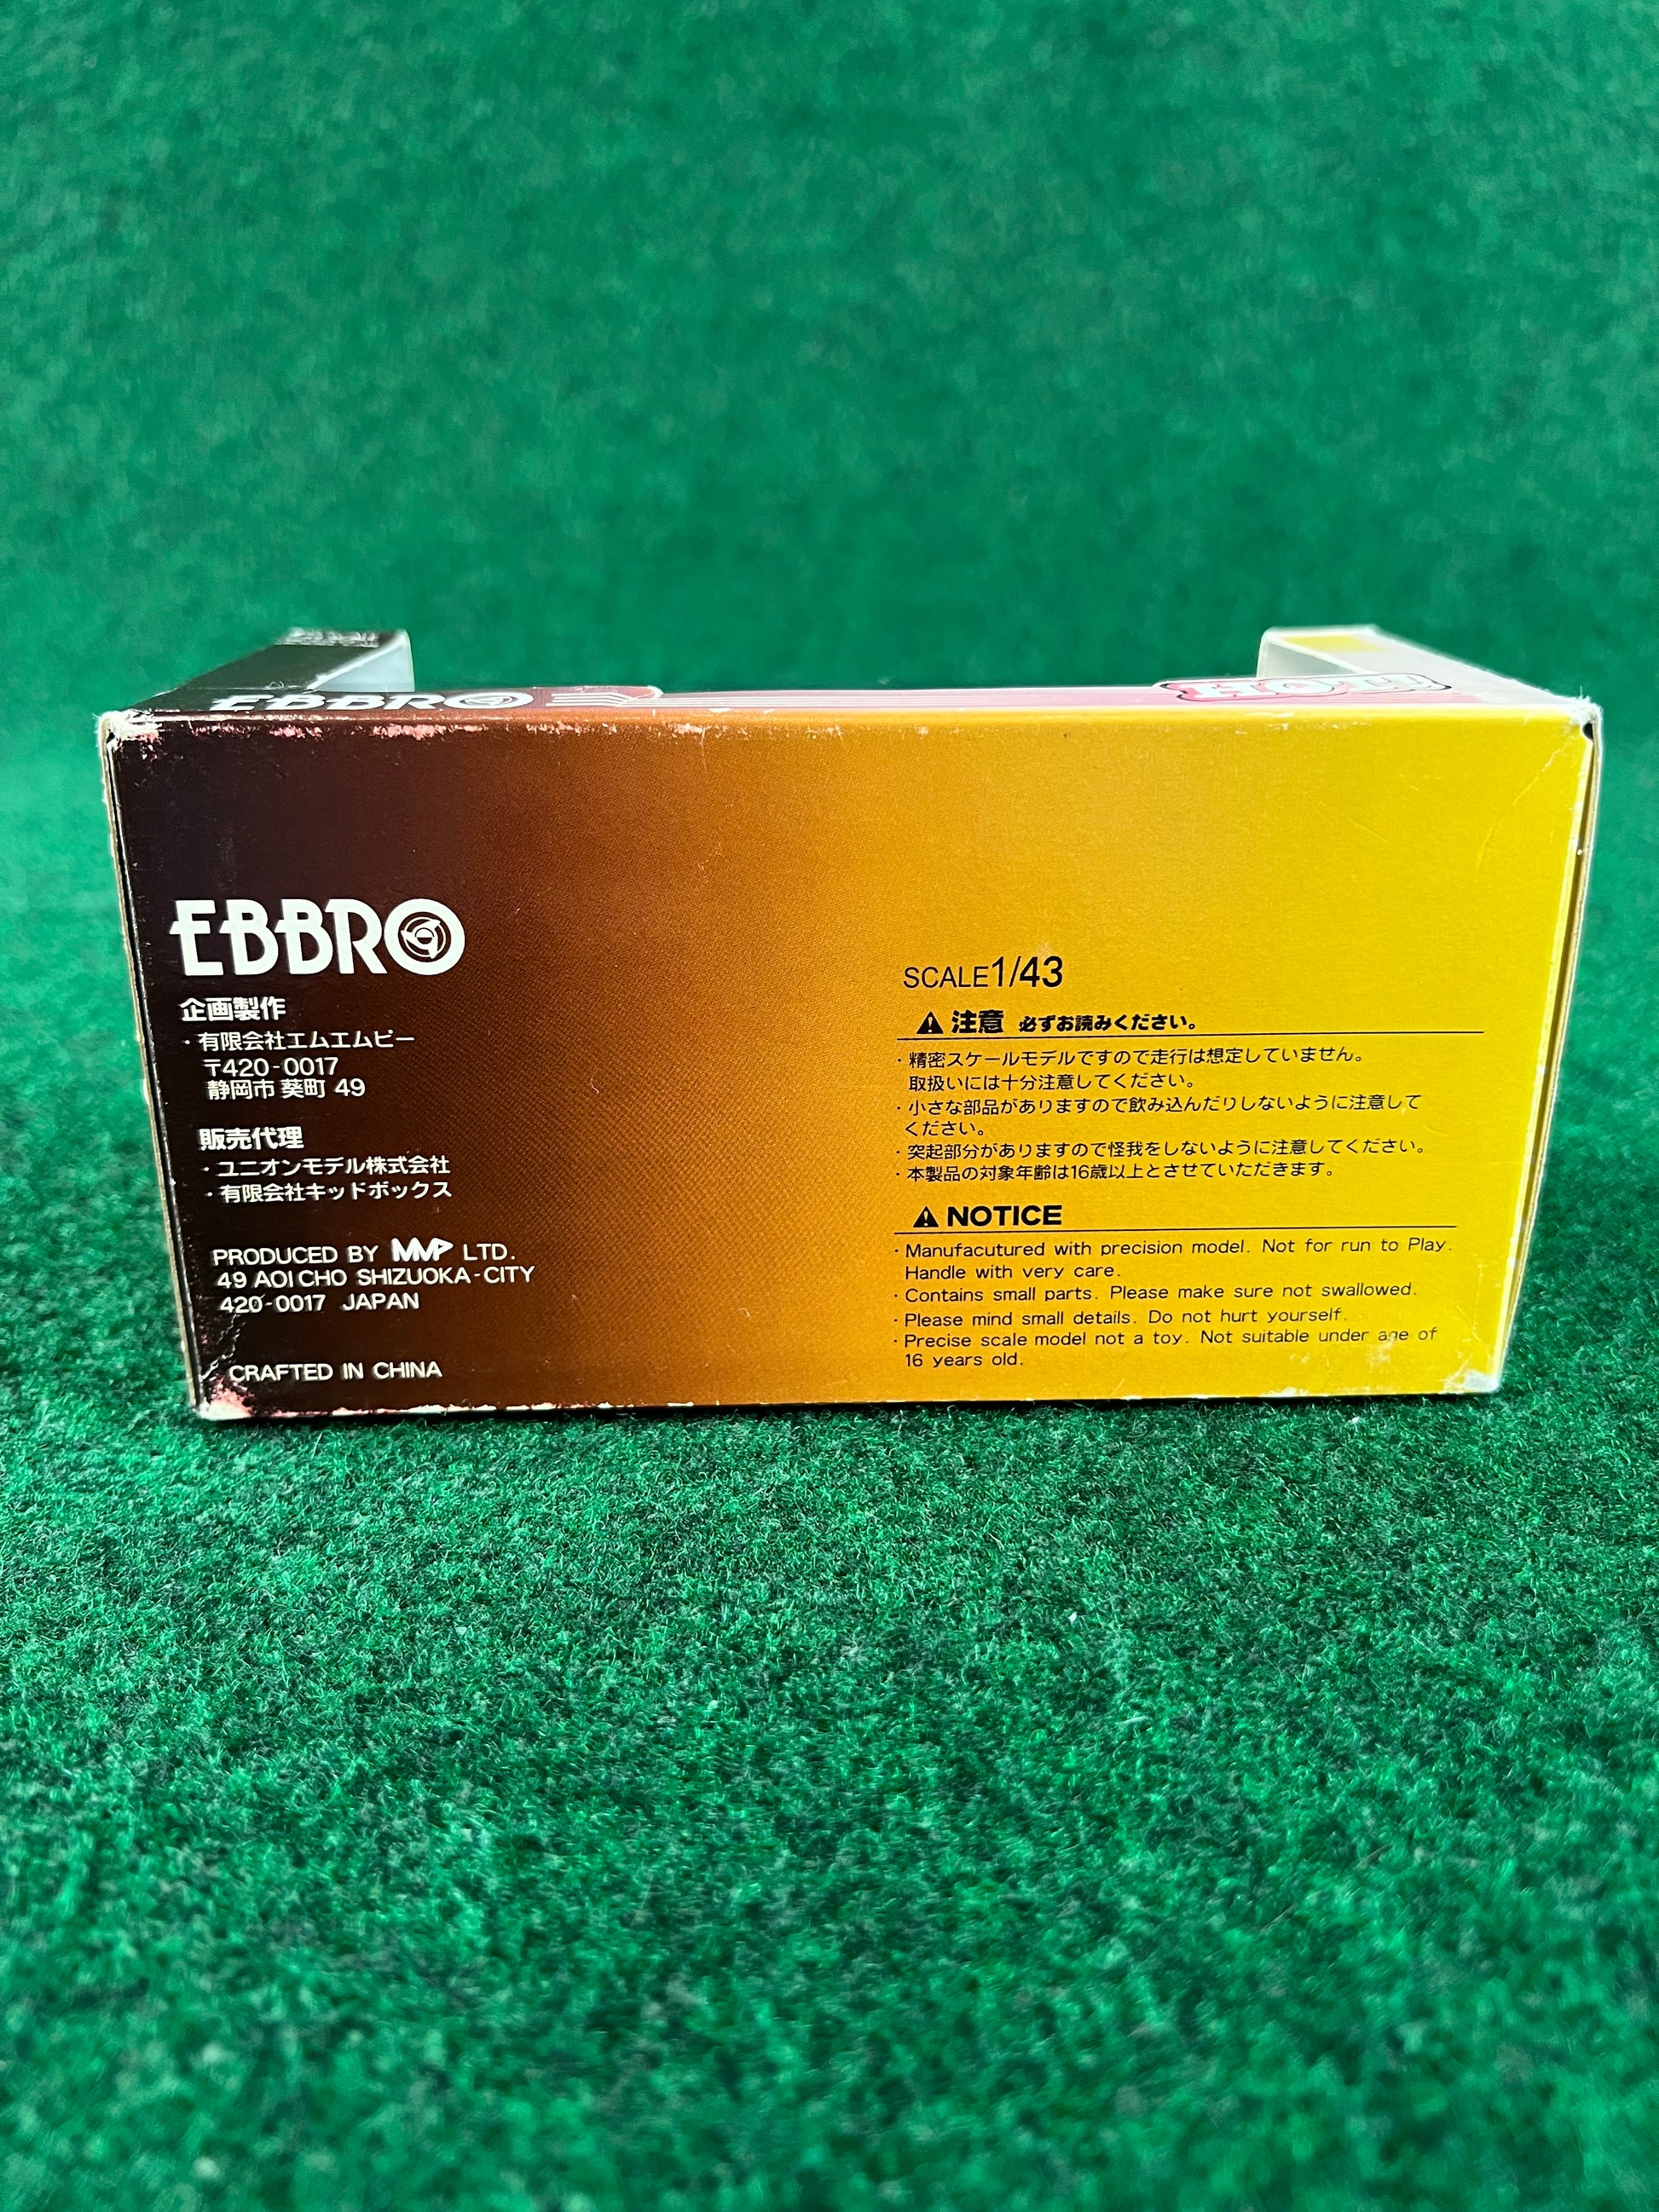 EBBRO
EBBRO
企画製作
・有限会社エムエムピー
〒420-0017
静岡市 葵町 49
販売代理
・ユニオンモデル株式会社
・有限会社キッドボックス
PRODUCED BY MMP LTD.
49 AOI CHO SHIZUOKA-CITY
420-0017 JAPAN
CRAFTED IN CHINA
SCALE1/43
注意 必ずお読みください。
・精密スケールモデルですので走行は想定していません。
取扱いには十分注意してください。
・小さな部品がありますので飲み込んだりしないように注意して
ください。
・突起部分がありますので怪我をしないように注意してください。
・本製品の対象年齢は16歳以上とさせていただきます。
NOTICE
・Manufacutured with precision model. Not for run to Play.
Handle with very care.
・Contains small parts. Please make sure not swallowed.
・Please mind small details. Do not hurt yourself.
・Precise scale model not a toy. Not suitable under age of
16 years old.